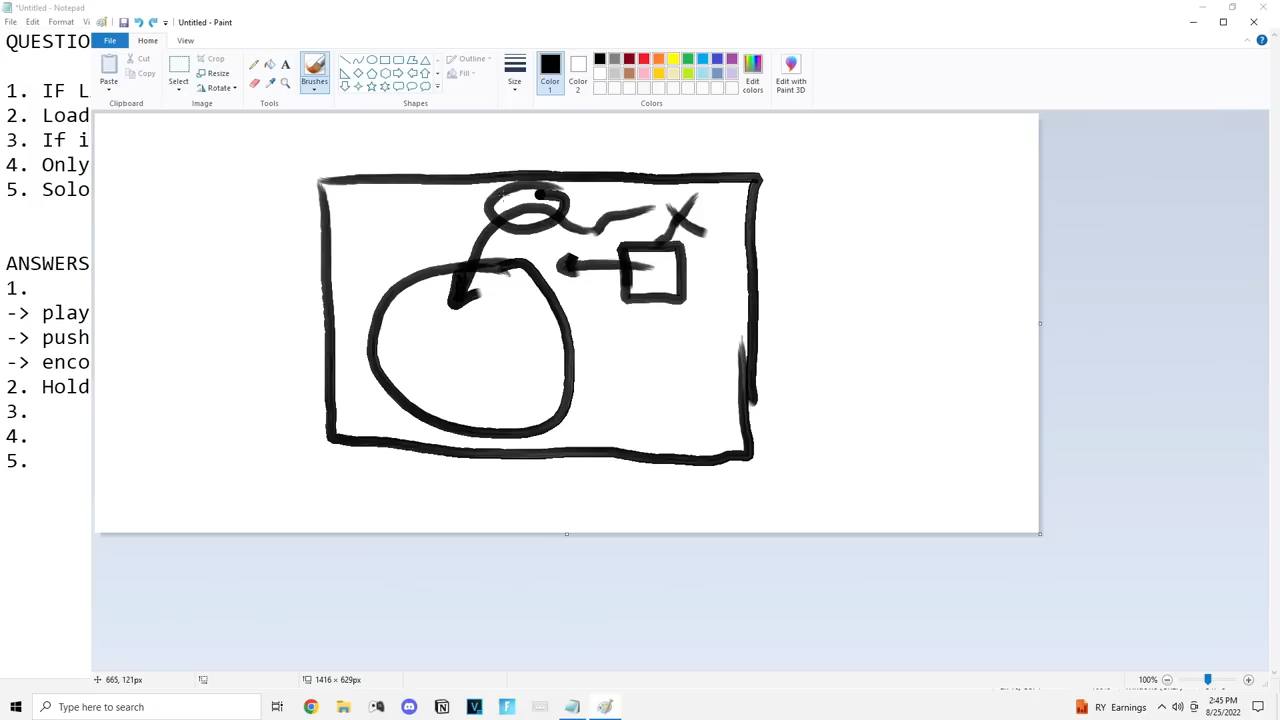 *Untitled - Notepad
File Edit Format Vi
Untitled - Paint
File Home View
QUESTIO
1. IF L
2. Load
3. If i
4. Only
5. Solo
ANSWERS
1.
-> play
-> push
-> enco
2. Hold
3.
4.
5.
Paste
Cut
Copy
Clipboard
Select
Crop
Resize
Rotate
Image
Tools
Brushes
Outline
Fill
Shapes
Size
Color 1
Color 2
Edit colors
Edit with Paint 3D
Colors
X
665, 121px
1416 × 629px
100%
Type here to search
RY Earnings
2:45 PM
8/25/2022